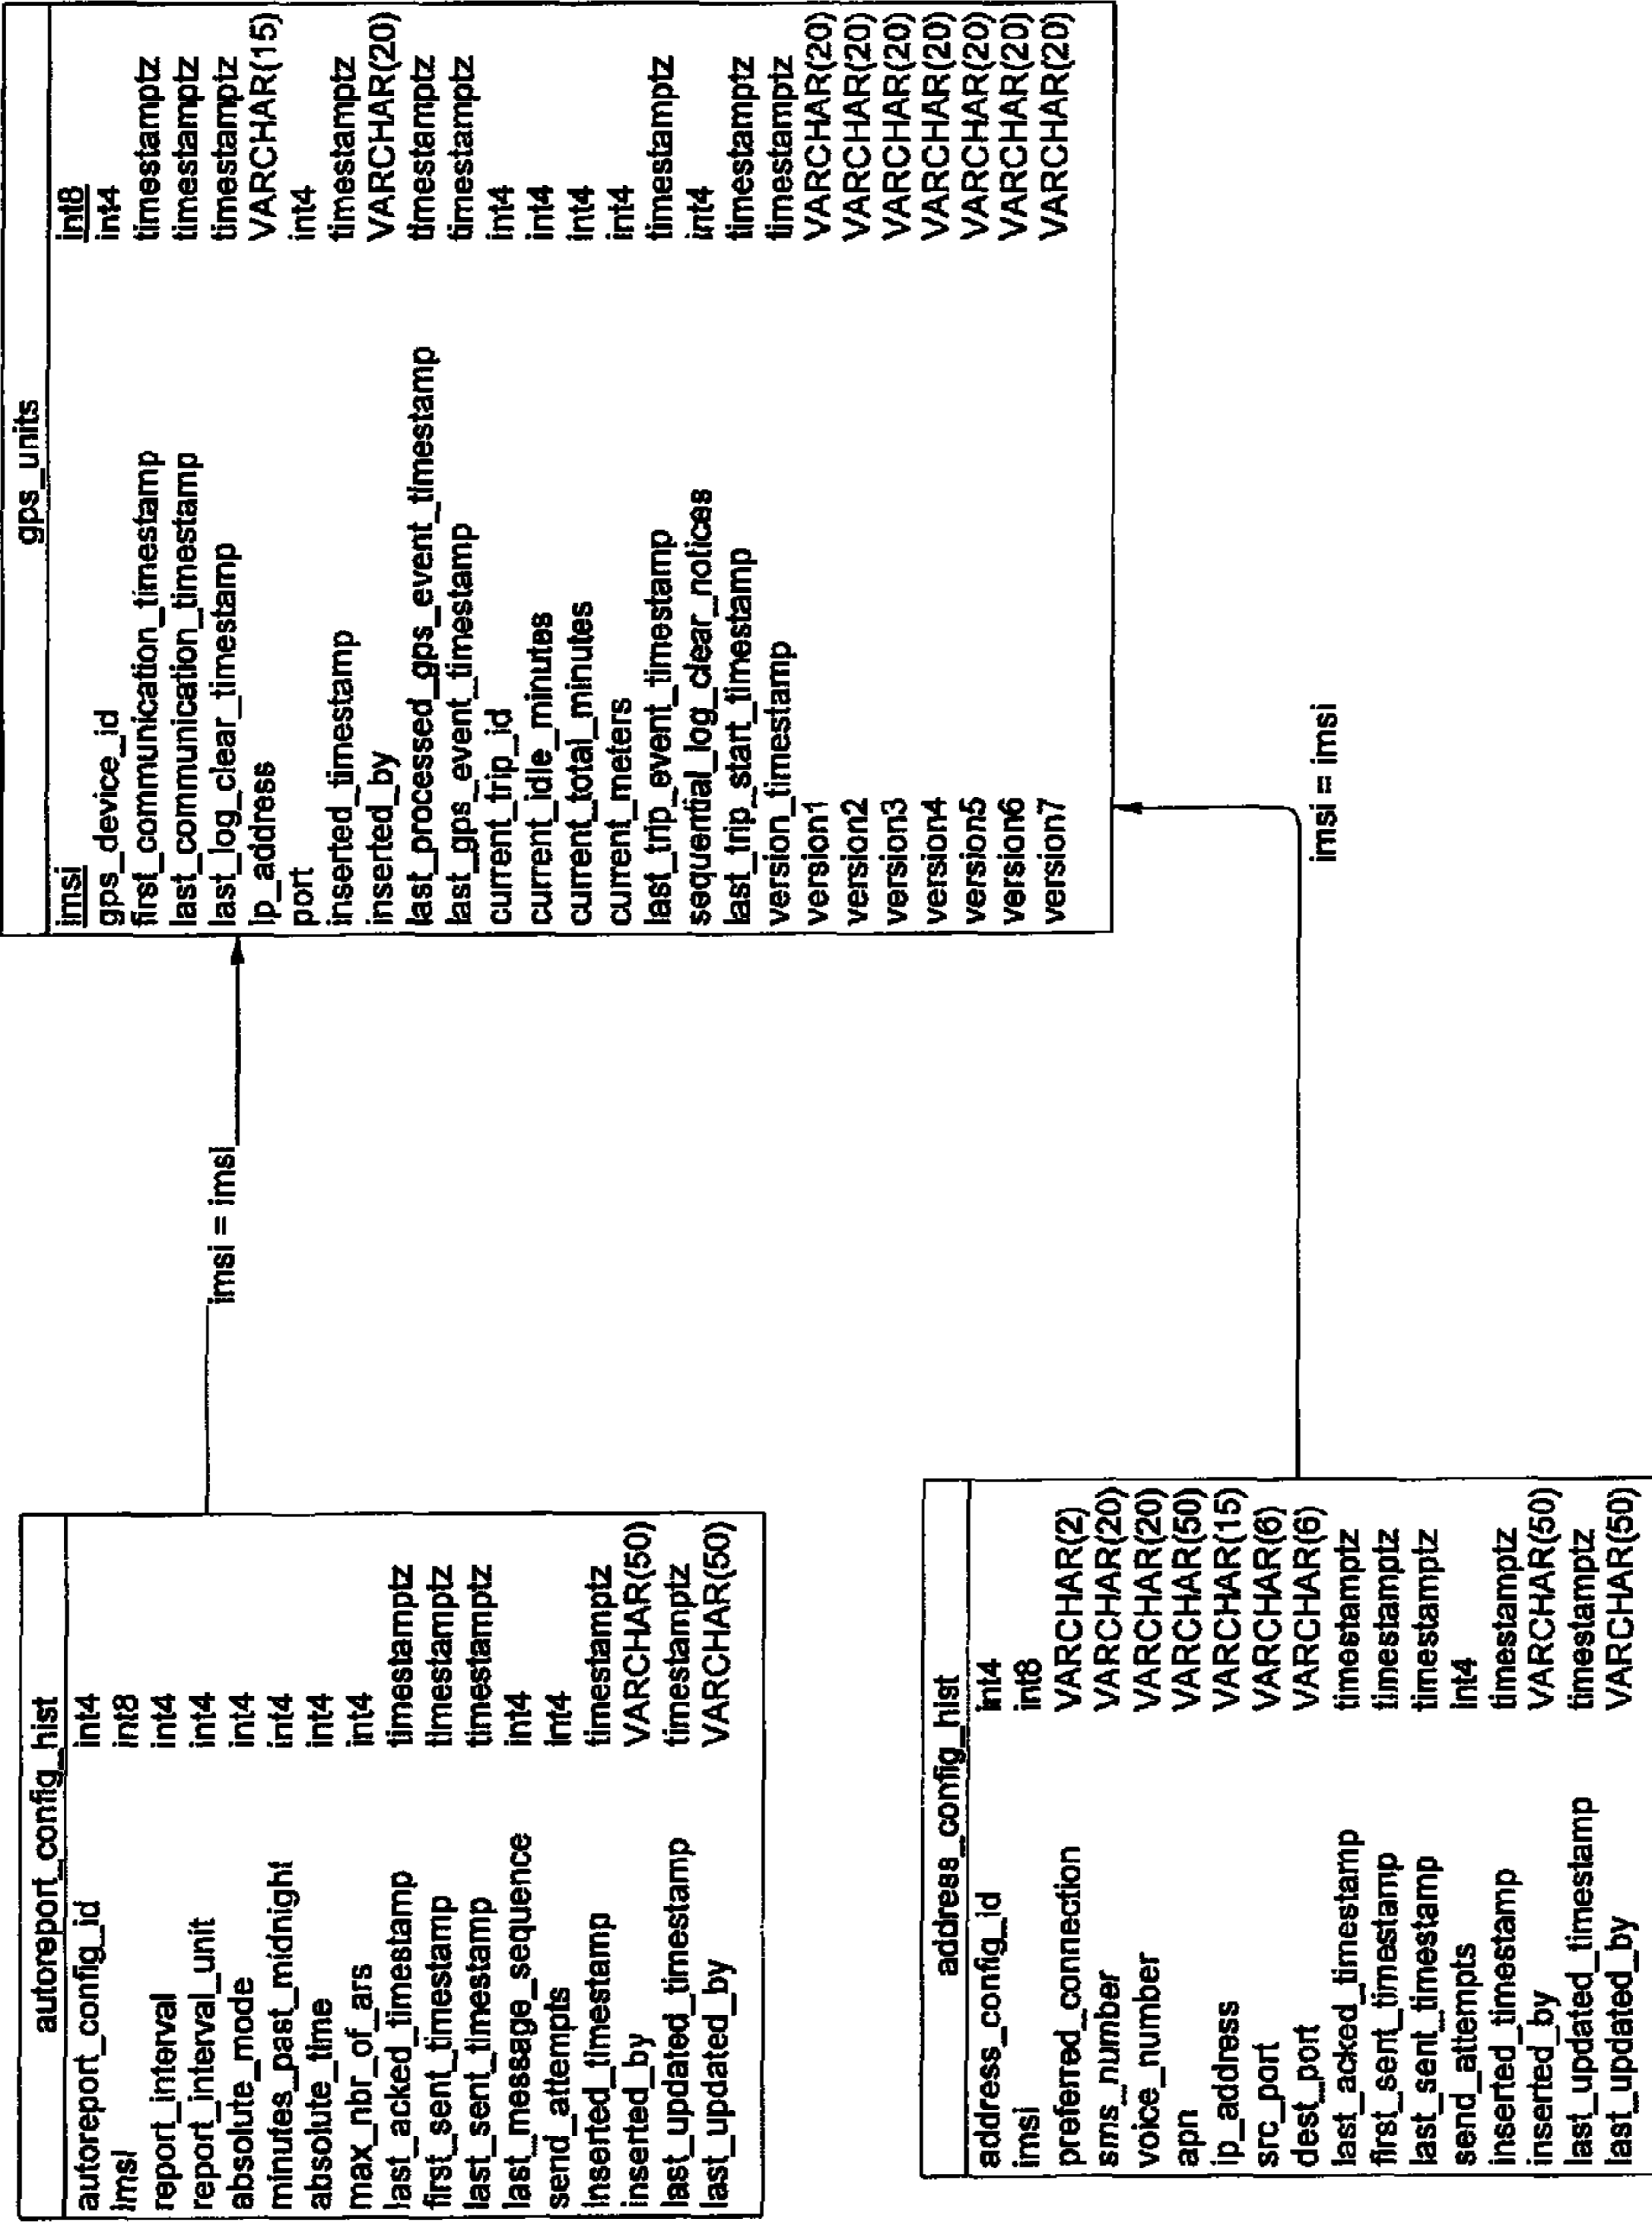 autoreport_config_hist
autoreport_config_id int4
imsi int8
report_interval int4
report_interval_unit int4
absolute_mode int4
minutes_past_midnight int4
absolute_time int4
max_nbr_of_ars int4
last_acked_timestamp timestamptz
first_sent_timestamp timestamptz
last_sent_timestamp timestamptz
last_message_sequence int4
send_attempts int4
inserted_timestamp timestamptz
inserted_by VARCHAR(50)
last_updated_timestamp timestamptz
last_updated_by VARCHAR(50)
imsi = imsi
gps_units
imsi int8
gps_device_id int4
first_communication_timestamp timestamptz
last_communication_timestamp timestamptz
last_log_clear_timestamp timestamptz
ip_address VARCHAR(15)
port int4
inserted_timestamp timestamptz
inserted_by VARCHAR(20)
last_processed_gps_event_timestamp timestamptz
last_gps_event_timestamp timestamptz
current_trip_id int4
current_idle_minutes int4
current_total_minutes int4
current_meters int4
last_trip_event_timestamp timestamptz
sequential_log_clear_notices int4
last_trip_start_timestamp timestamptz
version_timestamp timestamptz
version1 VARCHAR(20)
version2 VARCHAR(20)
version3 VARCHAR(20)
version4 VARCHAR(20)
version5 VARCHAR(20)
version6 VARCHAR(20)
version7 VARCHAR(20)
address_config_hist
address_config_id int4
imsi int8
preferred_connection VARCHAR(2)
sms_number VARCHAR(20)
voice_number VARCHAR(20)
apn VARCHAR(50)
ip_address VARCHAR(15)
src_port VARCHAR(6)
dest_port VARCHAR(6)
last_acked_timestamp timestamptz
first_sent_timestamp timestamptz
last_sent_timestamp timestamptz
send_attempts int4
inserted_timestamp timestamptz
inserted_by VARCHAR(50)
last_updated_timestamp timestamptz
last_updated_by VARCHAR(50)
imsi = imsi